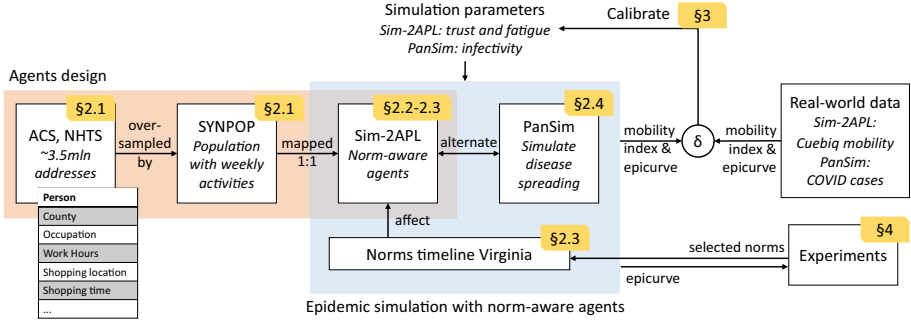 Simulation parameters
Sim-2APL: trust and fatigue
PanSim: infectivity
Calibrate
§3
Agents design
§2.1
ACS, NHTS
~3.5mln
addresses
over-
sampled
by
§2.1
SYNPOP
Population
with weekly
activities
mapped
1:1
§2.2-2.3
Sim-2APL
Norm-aware
agents
alternate
§2.4
PanSim
Simulate
disease
spreading
mobility
index &
epicurve
δ
mobility
index &
epicurve
Real-world data
Sim-2APL:
Cuebiq mobility
PanSim:
COVID cases
Person
County
Occupation
Work Hours
Shopping location
Shopping time
...
affect
§2.3
Norms timeline Virginia
selected norms
epicurve
§4
Experiments
Epidemic simulation with norm-aware agents